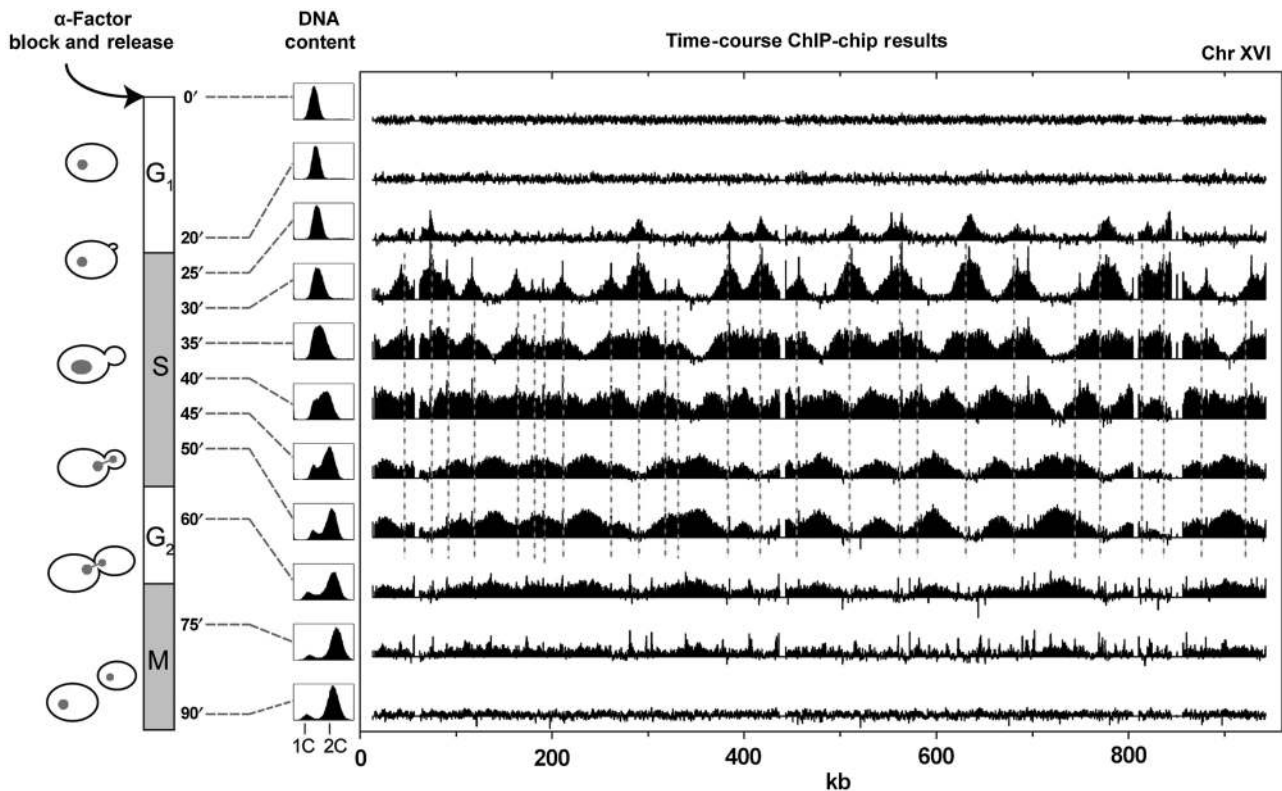 α-Factor
block and release
DNA
content
Time-course ChIP-chip results
Chr XVI
0′
G1
20′
25′
30′
S
35′
40′
45′
50′
G2
60′
M
75′
90′
1C 2C
0 200 400 600 800
kb